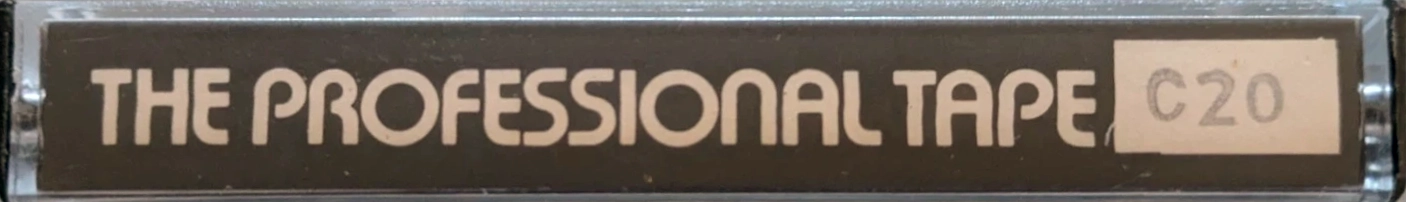 THE PROFESSIONAL TAPE C20